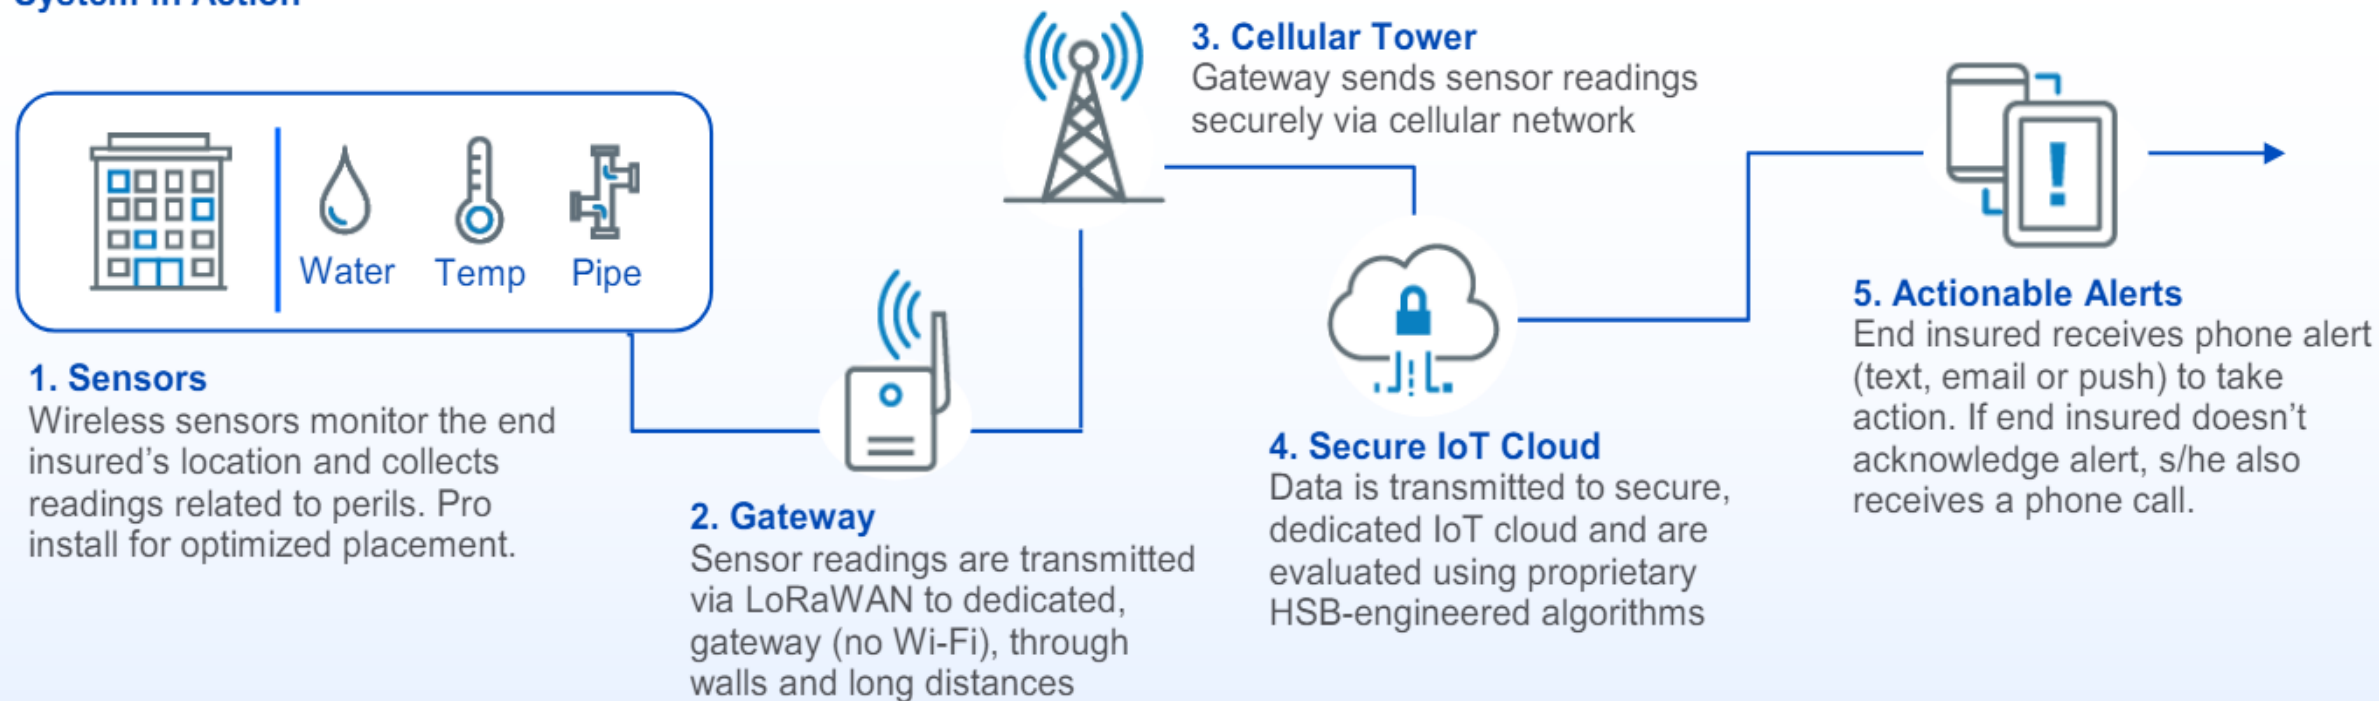 System in Action
Water Temp Pipe
1. Sensors
Wireless sensors monitor the end
insured's location and collects
readings related to perils. Pro
install for optimized placement.
2. Gateway
Sensor readings are transmitted
via LoRaWAN to dedicated,
gateway (no Wi-Fi), through
walls and long distances
3. Cellular Tower
Gateway sends sensor readings
securely via cellular network
4. Secure IoT Cloud
Data is transmitted to secure,
dedicated IoT cloud and are
evaluated using proprietary
HSB-engineered algorithms
5. Actionable Alerts
End insured receives phone alert
(text, email or push) to take
action. If end insured doesn't
acknowledge alert, s/he also
receives a phone call.